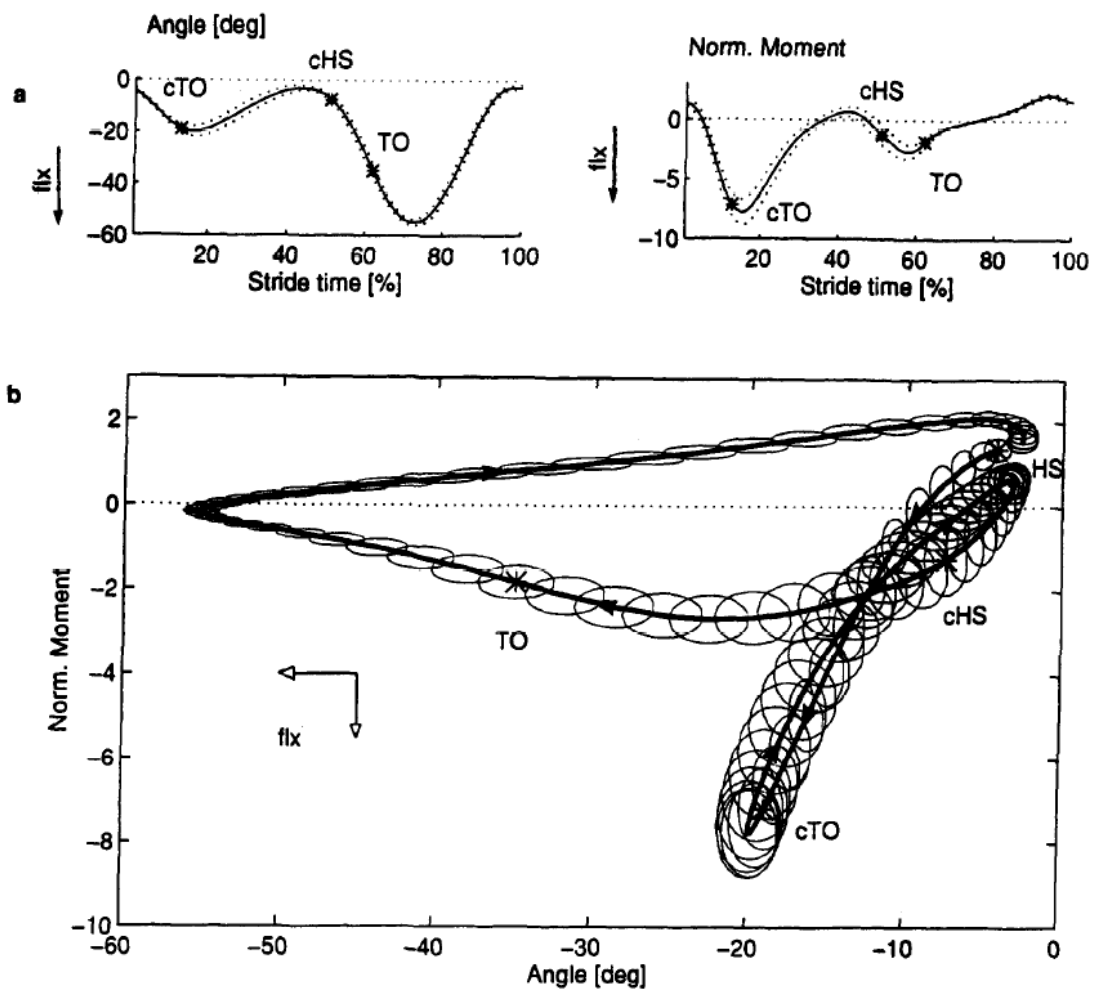 Angle [deg]
Norm. Moment
a
0
cTO
cHS
-20
TO
-40
-60
flx
20
40
60
80
100
Stride time [%]
0
cHS
-5
TO
cTO
-10
flx
20
40
60
80
100
Stride time [%]
b
2
0
-2
-4
-6
-8
-10
Norm. Moment
HS
cHS
TO
flx
cTO
-60
-50
-40
-30
-20
-10
0
Angle [deg]